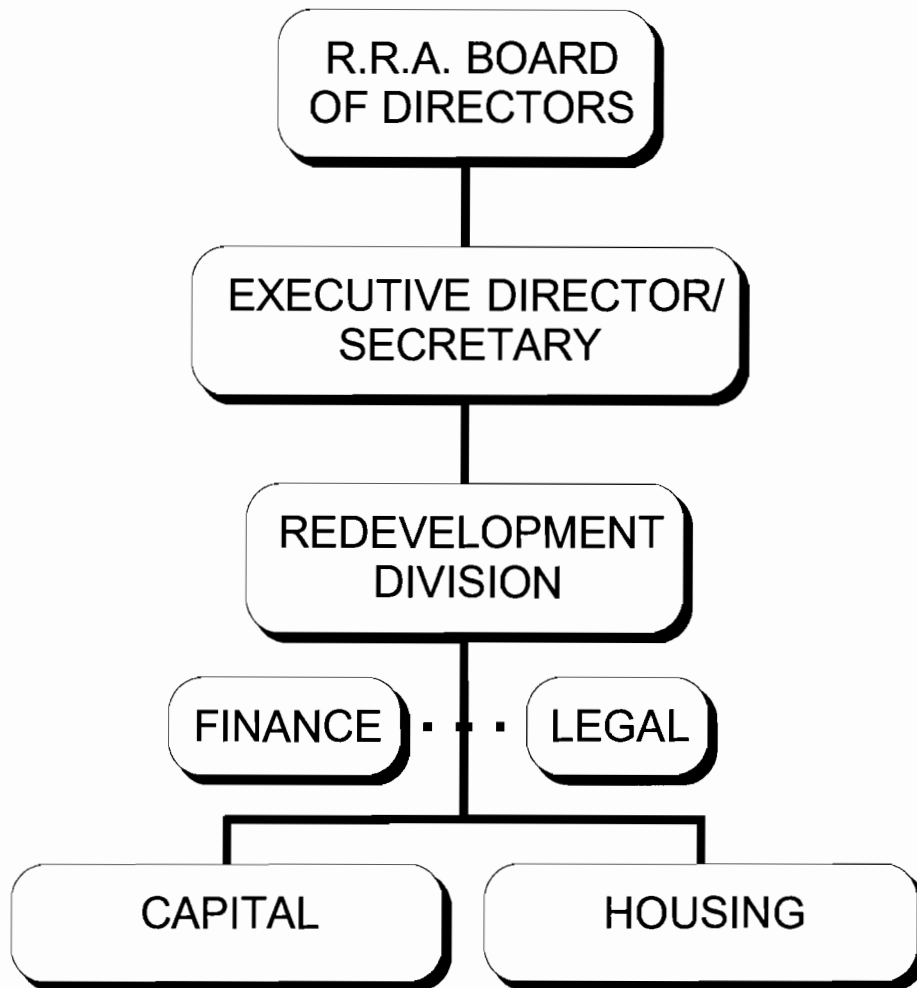 R.R.A. BOARD
OF DIRECTORS
EXECUTIVE DIRECTOR/
SECRETARY
REDEVELOPMENT
DIVISION
FINANCE
LEGAL
CAPITAL
HOUSING